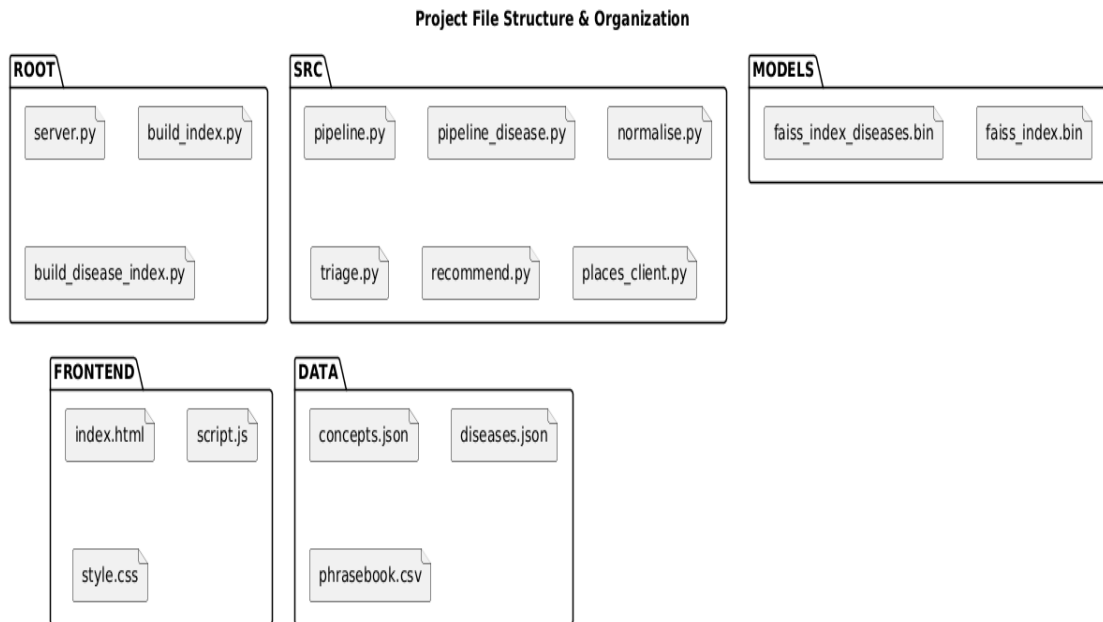 Project File Structure & Organization
ROOT
server.py
build_index.py
build_disease_index.py
SRC
pipeline.py
pipeline_disease.py
normalise.py
triage.py
recommend.py
places_client.py
MODELS
faiss_index_diseases.bin
faiss_index.bin
FRONTEND
index.html
script.js
style.css
DATA
concepts.json
diseases.json
phrasebook.csv